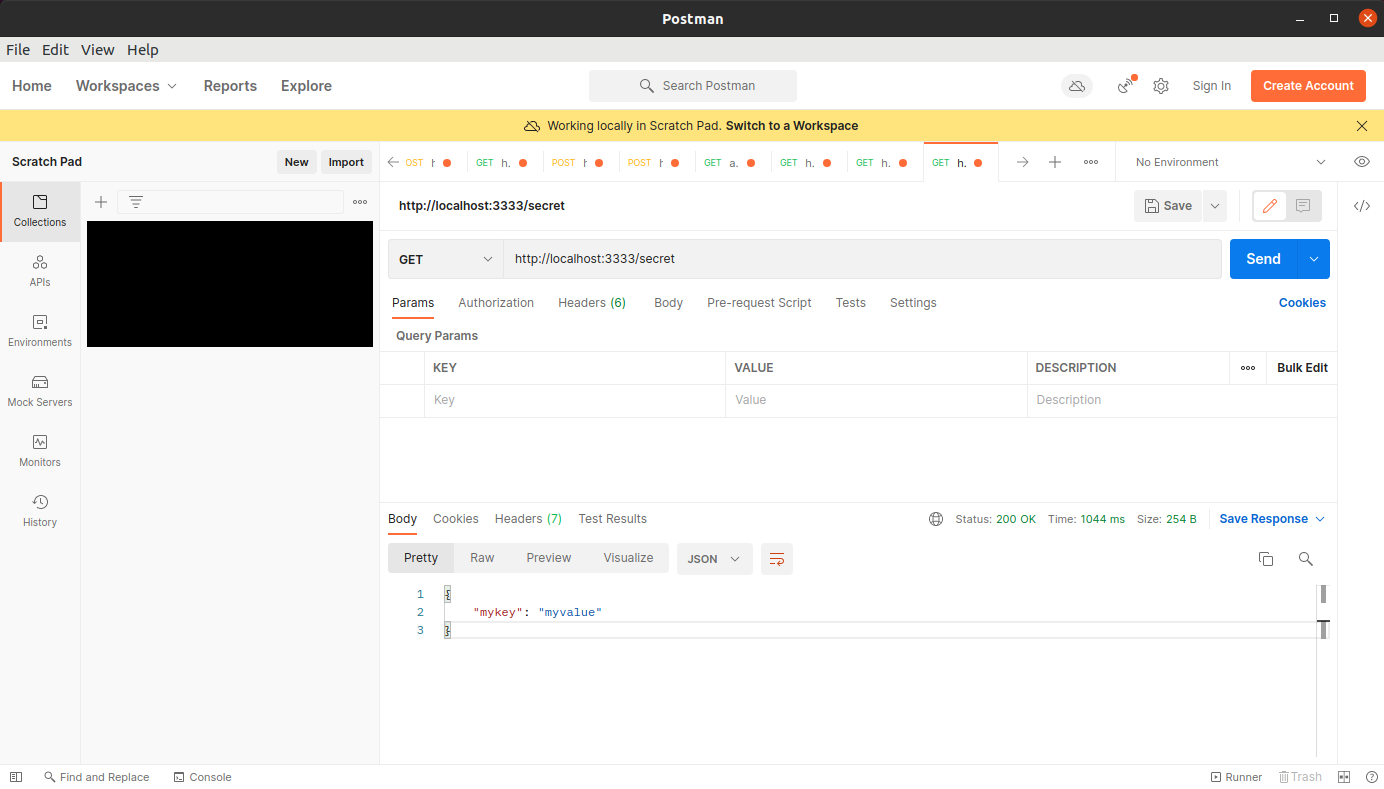 Postman
File Edit View Help
Home Workspaces Reports Explore Search Postman Sign In Create Account
Working locally in Scratch Pad. Switch to a Workspace
Scratch Pad New Import
OST h GET h. POST h POST h GET a. GET h. GET h. GET h. No Environment
Collections
APIs
Environments
Mock Servers
Monitors
History
http://localhost:3333/secret Save
GET http://localhost:3333/secret Send
Params Authorization Headers (6) Body Pre-request Script Tests Settings Cookies
Query Params
KEY VALUE DESCRIPTION Bulk Edit
Key Value Description
Body Cookies Headers (7) Test Results Status: 200 OK Time: 1044 ms Size: 254 B Save Response
Pretty Raw Preview Visualize JSON
1 {
2 "mykey": "myvalue"
3 }
Find and Replace Console Runner Trash